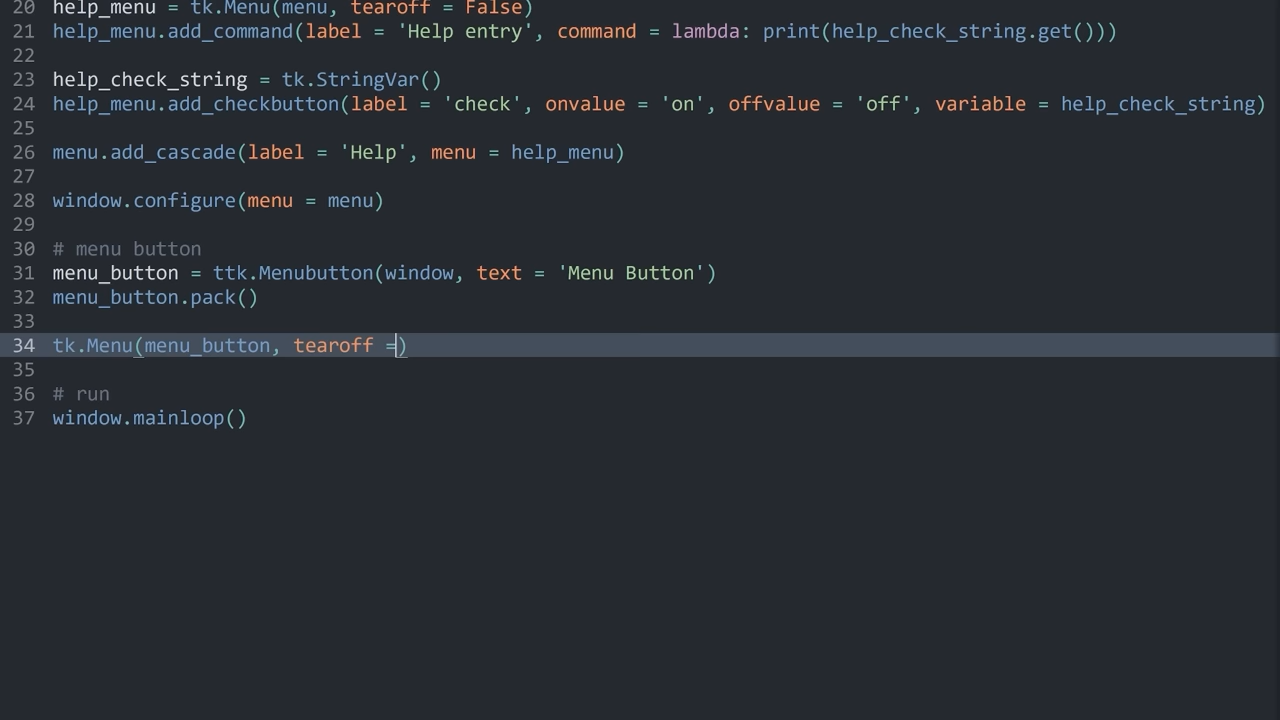 20 help_menu = tk.Menu(menu, tearoff = False)
21 help_menu.add_command(label = 'Help entry', command = lambda: print(help_check_string.get()))
22
23 help_check_string = tk.StringVar()
24 help_menu.add_checkbutton(label = 'check', onvalue = 'on', offvalue = 'off', variable = help_check_string)
25
26 menu.add_cascade(label = 'Help', menu = help_menu)
27
28 window.configure(menu = menu)
29
30 # menu button
31 menu_button = ttk.Menubutton(window, text = 'Menu Button')
32 menu_button.pack()
33
34 tk.Menu(menu_button, tearoff =)
35
36 # run
37 window.mainloop()